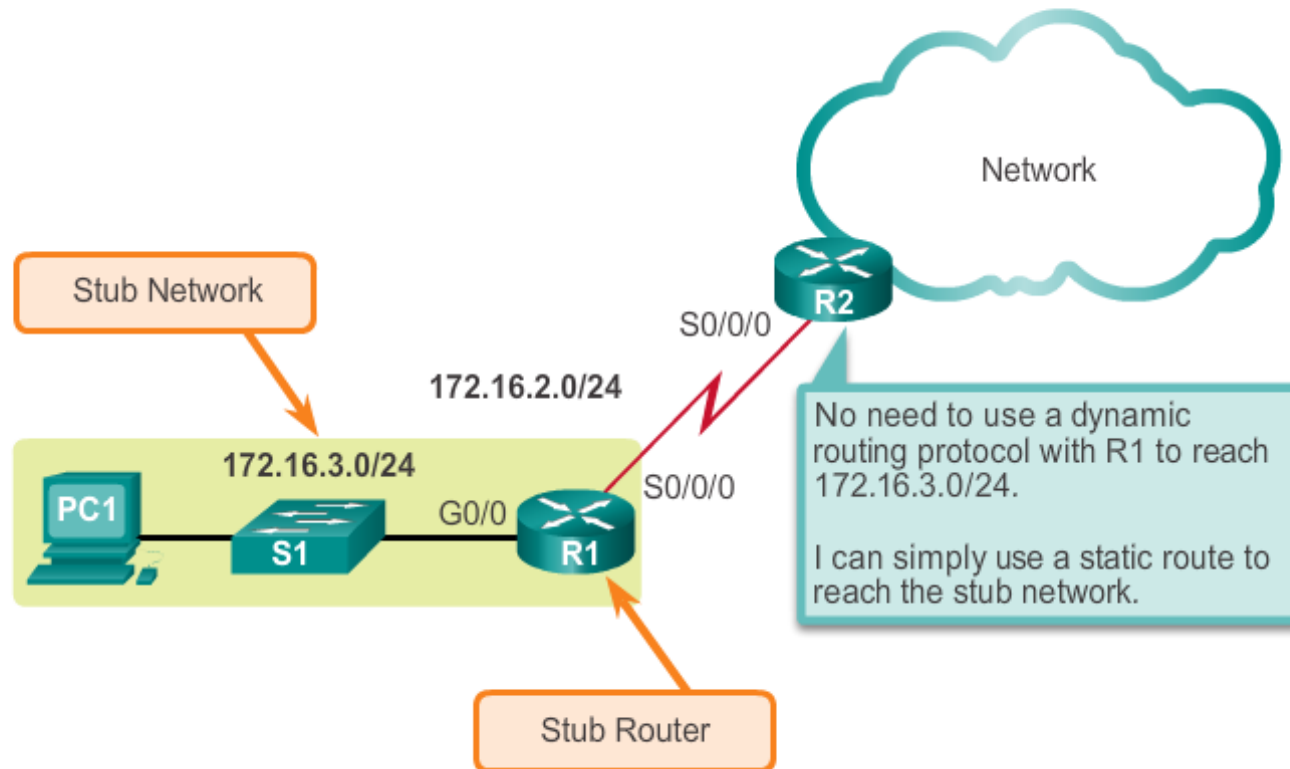 Network
Stub Network
R2
S0/0/0
172.16.2.0/24
No need to use a dynamic
routing protocol with R1 to reach
172.16.3.0/24.
I can simply use a static route to
reach the stub network.
172.16.3.0/24
S0/0/0
PC1
G0/0
S1
R1
Stub Router